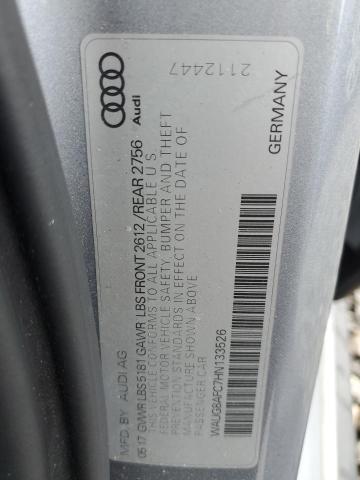 MFD. BY AUDI AG
05 17 GVWR LBS 5181 GAWR LBS FRONT 2612 / REAR 2756
THIS VEHICLE CONFORMS TO ALL APPLICABLE U S
FEDERAL MOTOR VEHICLE SAFETY, BUMPER AND THEFT
PREVENTION STANDARDS IN EFFECT ON THE DATE OF
MANUFACTURE SHOWN ABOVE
PASSENGER CAR
WAUG8AFC7HN133526
Audi
2112447
GERMANY